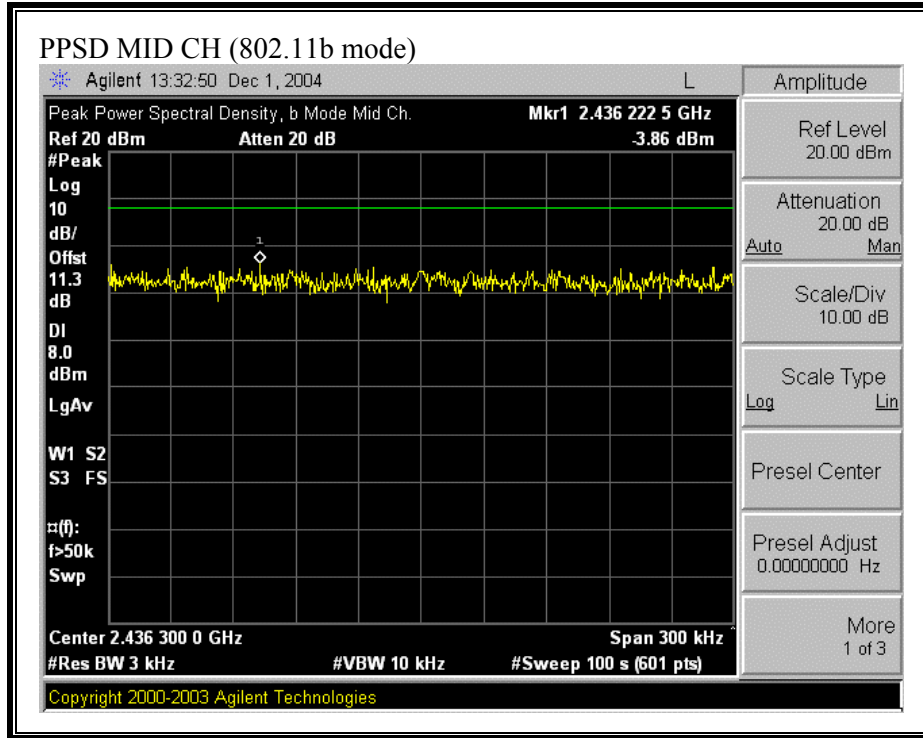 PPSD MID CH (802.11b mode)
Agilent 13:32:50 Dec 1, 2004 L
Peak Power Spectral Density, b Mode Mid Ch. Mkr1 2.436 222 5 GHz
Ref 20 dBm Atten 20 dB -3.86 dBm
#Peak
Log
10
dB/
Offst
11.3
dB
DI
8.0
dBm
LgAv
W1 S2
S3 FS
¤(f):
f>50k
Swp
1
Center 2.436 300 0 GHz Span 300 kHz
#Res BW 3 kHz #VBW 10 kHz #Sweep 100 s (601 pts)
Copyright 2000-2003 Agilent Technologies
Amplitude
Ref Level
20.00 dBm
Attenuation
20.00 dB
Auto Man
Scale/Div
10.00 dB
Scale Type
Log Lin
Presel Center
Presel Adjust
0.00000000 Hz
More
1 of 3